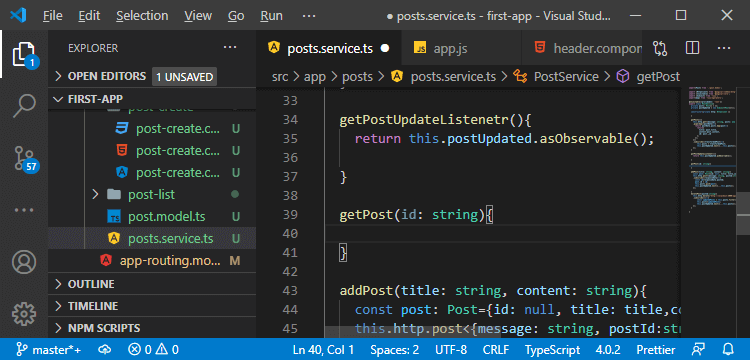 File Edit Selection View Go Run ··· posts.service.ts - first-app - Visual Stud...
EXPLORER ···
OPEN EDITORS 1 UNSAVED
FIRST-APP
post-create
post-create.c... U
post-create.c... U
post-create.c... U
post-list
post.model.ts U
posts.service.ts U
app-routing.mo... M
OUTLINE
TIMELINE
NPM SCRIPTS
1
57
posts.service.ts
JS app.js
header.compon
src > app > posts > posts.service.ts > PostService > getPost
33
34 getPostUpdateListenetr(){
35 return this.postUpdated.asObservable();
36
37 }
38
39 getPost(id: string){
40
41 }
42
43 addPost(title: string, content: string){
44 const post: Post={id: null, title: title,co
45 this.http.post<{message: string, postId:str
master*+ 0 0 Ln 40, Col 1 Spaces: 2 UTF-8 CRLF TypeScript 4.0.2 Prettier